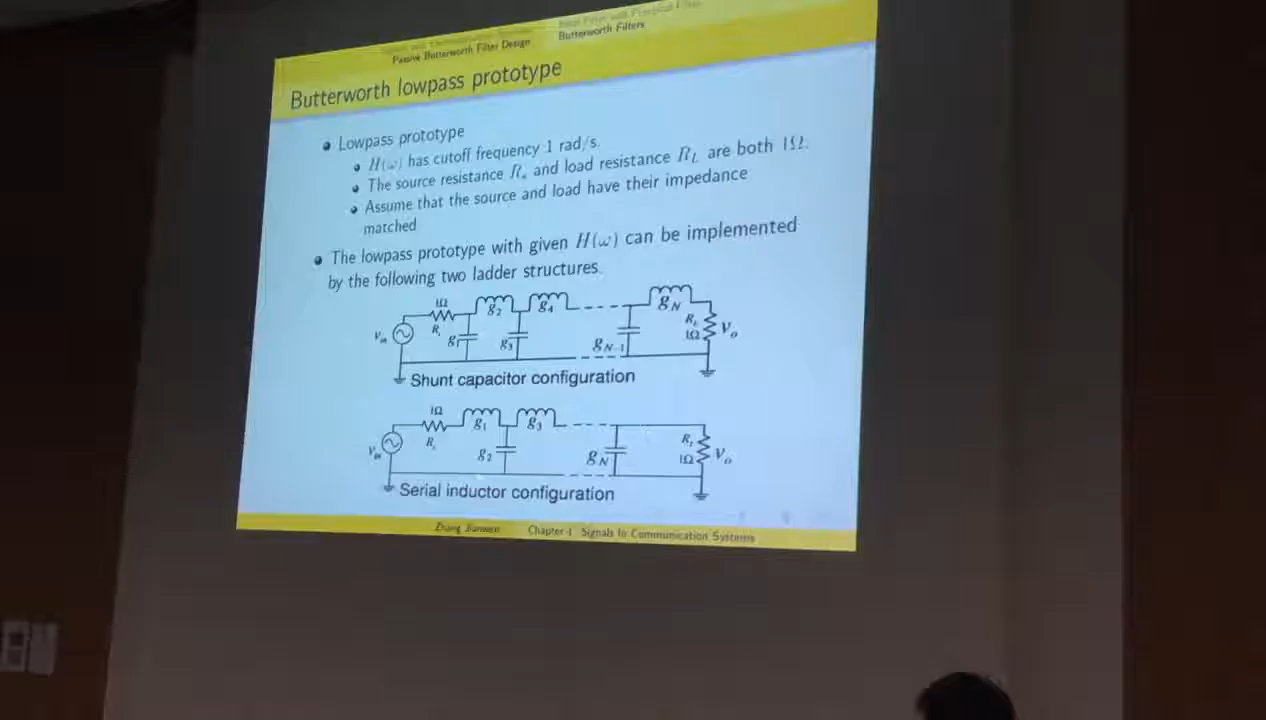 Passive Butterworth Filter Design
Butterworth Filters
Butterworth lowpass prototype
Lowpass prototype
H(ω) has cutoff frequency 1 rad/s.
The source resistance Rs and load resistance RL are both 1Ω.
Assume that the source and load have their impedance
matched
The lowpass prototype with given H(ω) can be implemented
by the following two ladder structures.
1Ω g2 g4 gN
Vin Rs g1 g3 gN-1 RL 1Ω Vo
Shunt capacitor configuration
1Ω g1 g3
Vin Rs g2 gN RL 1Ω Vo
Serial inductor configuration
Chapter-1 Signals in Communication Systems